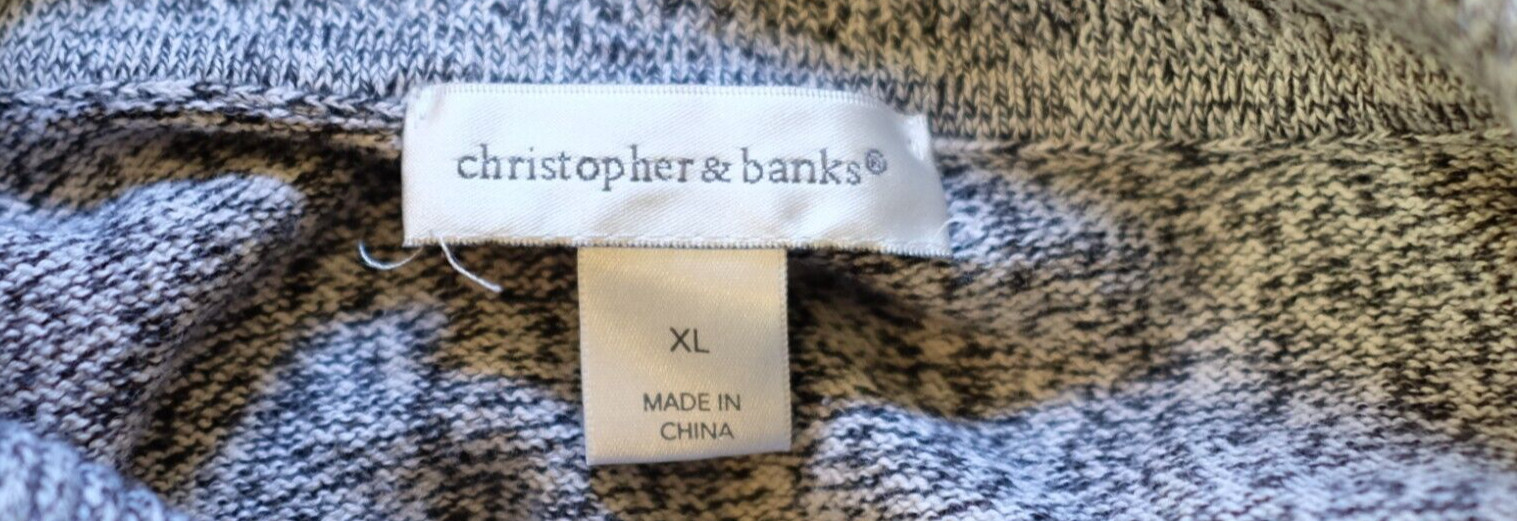 christopher & banks®
XL
MADE IN
CHINA